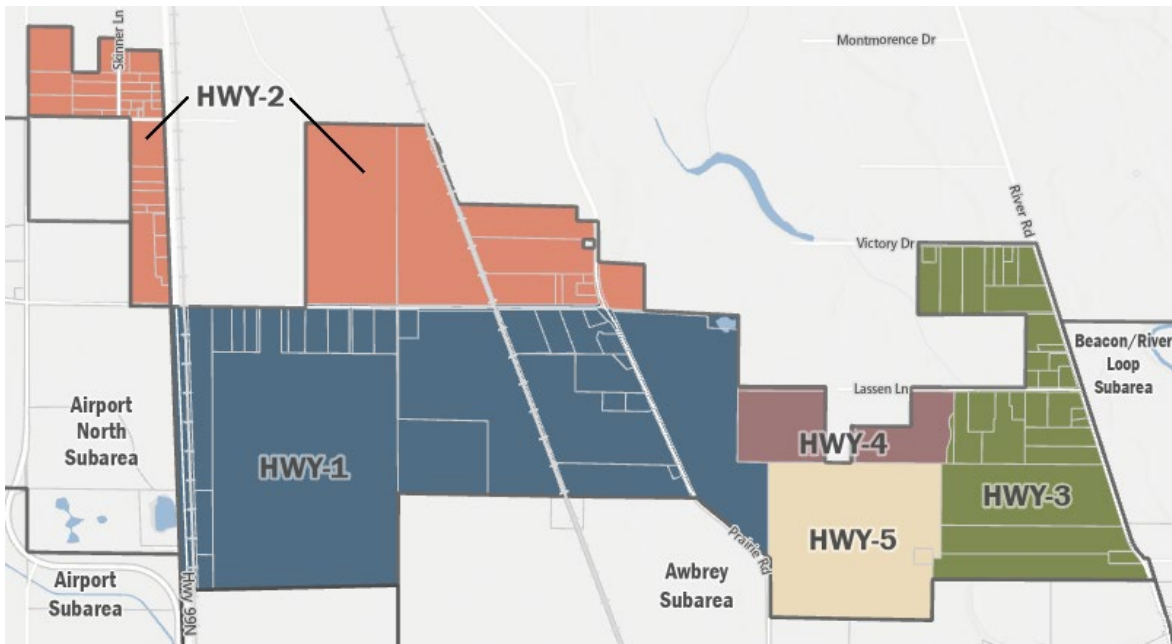 Skinner Ln
Montmorence Dr
HWY-2
River Rd
Victory Dr
Beacon/River
Loop
Subarea
Lassen Ln
Airport
North
Subarea
HWY-4
HWY-1
HWY-3
HWY-5
Prairie Rd
Airport
Subarea
Hwy 99N
Awbrey
Subarea